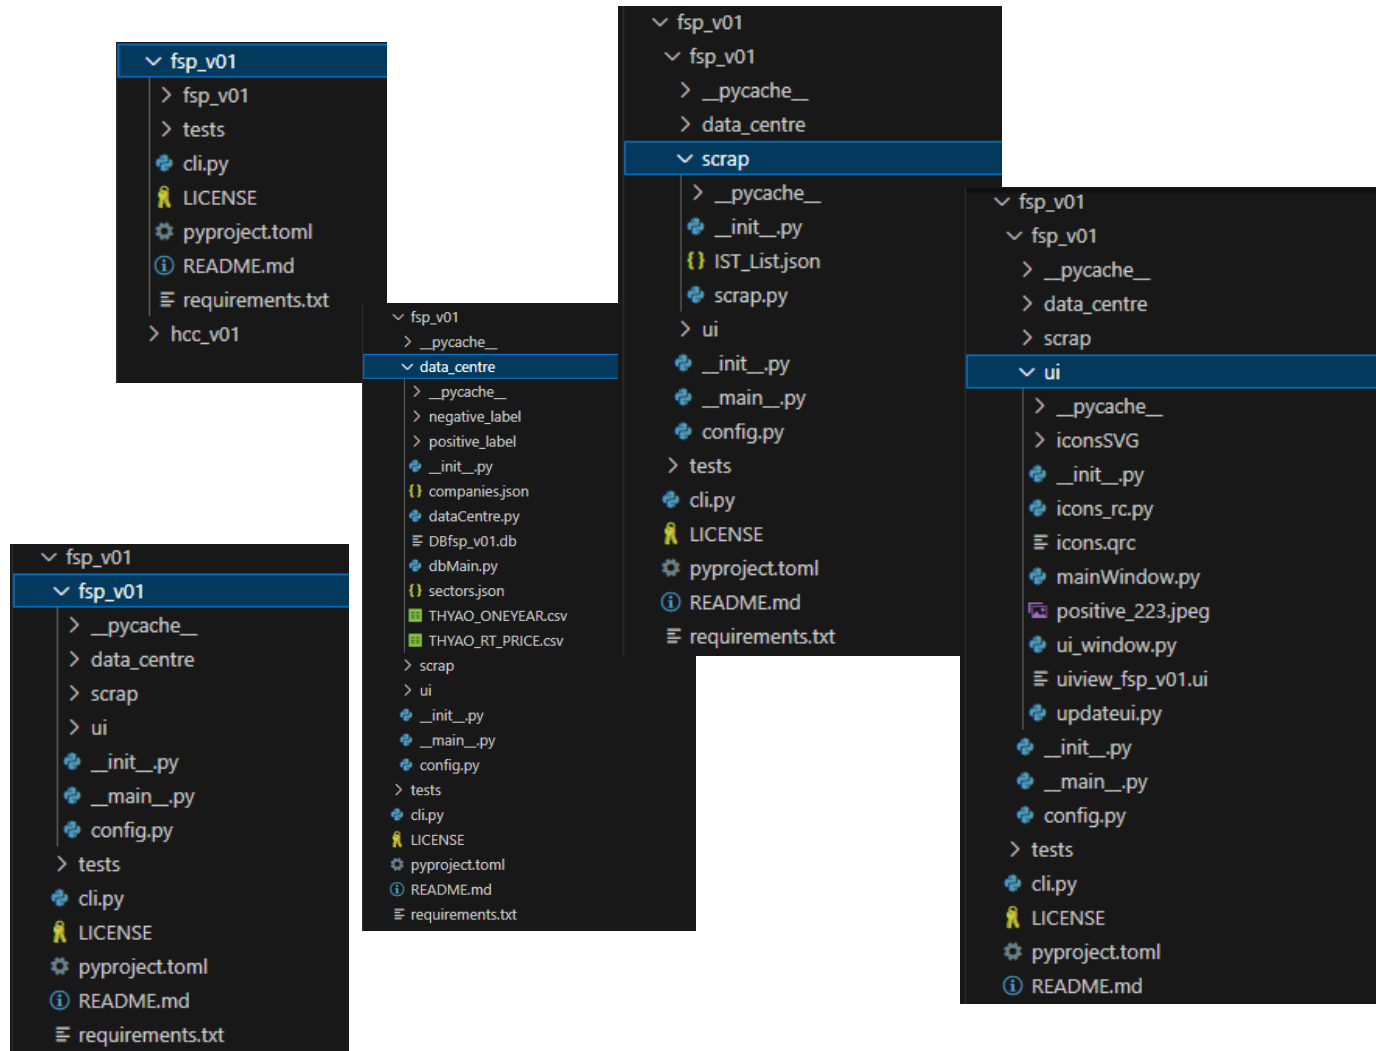 fsp_v01
fsp_v01
tests
cli.py
LICENSE
pyproject.toml
README.md
requirements.txt
hcc_v01
fsp_v01
fsp_v01
__pycache__
data_centre
scrap
ui
__init__.py
__main__.py
config.py
tests
cli.py
LICENSE
pyproject.toml
README.md
requirements.txt
fsp_v01
__pycache__
data_centre
__pycache__
negative_label
positive_label
__init__.py
companies.json
dataCentre.py
DBfsp_v01.db
dbMain.py
sectors.json
THYAO_ONEYEAR.csv
THYAO_RT_PRICE.csv
scrap
ui
__init__.py
__main__.py
config.py
tests
cli.py
LICENSE
pyproject.toml
README.md
requirements.txt
fsp_v01
fsp_v01
__pycache__
data_centre
scrap
__pycache__
__init__.py
IST_List.json
scrap.py
ui
__init__.py
__main__.py
config.py
tests
cli.py
LICENSE
pyproject.toml
README.md
requirements.txt
fsp_v01
fsp_v01
__pycache__
data_centre
scrap
ui
__pycache__
iconsSVG
__init__.py
icons_rc.py
icons.qrc
mainWindow.py
positive_223.jpeg
ui_window.py
uiview_fsp_v01.ui
updateui.py
__init__.py
__main__.py
config.py
tests
cli.py
LICENSE
pyproject.toml
README.md